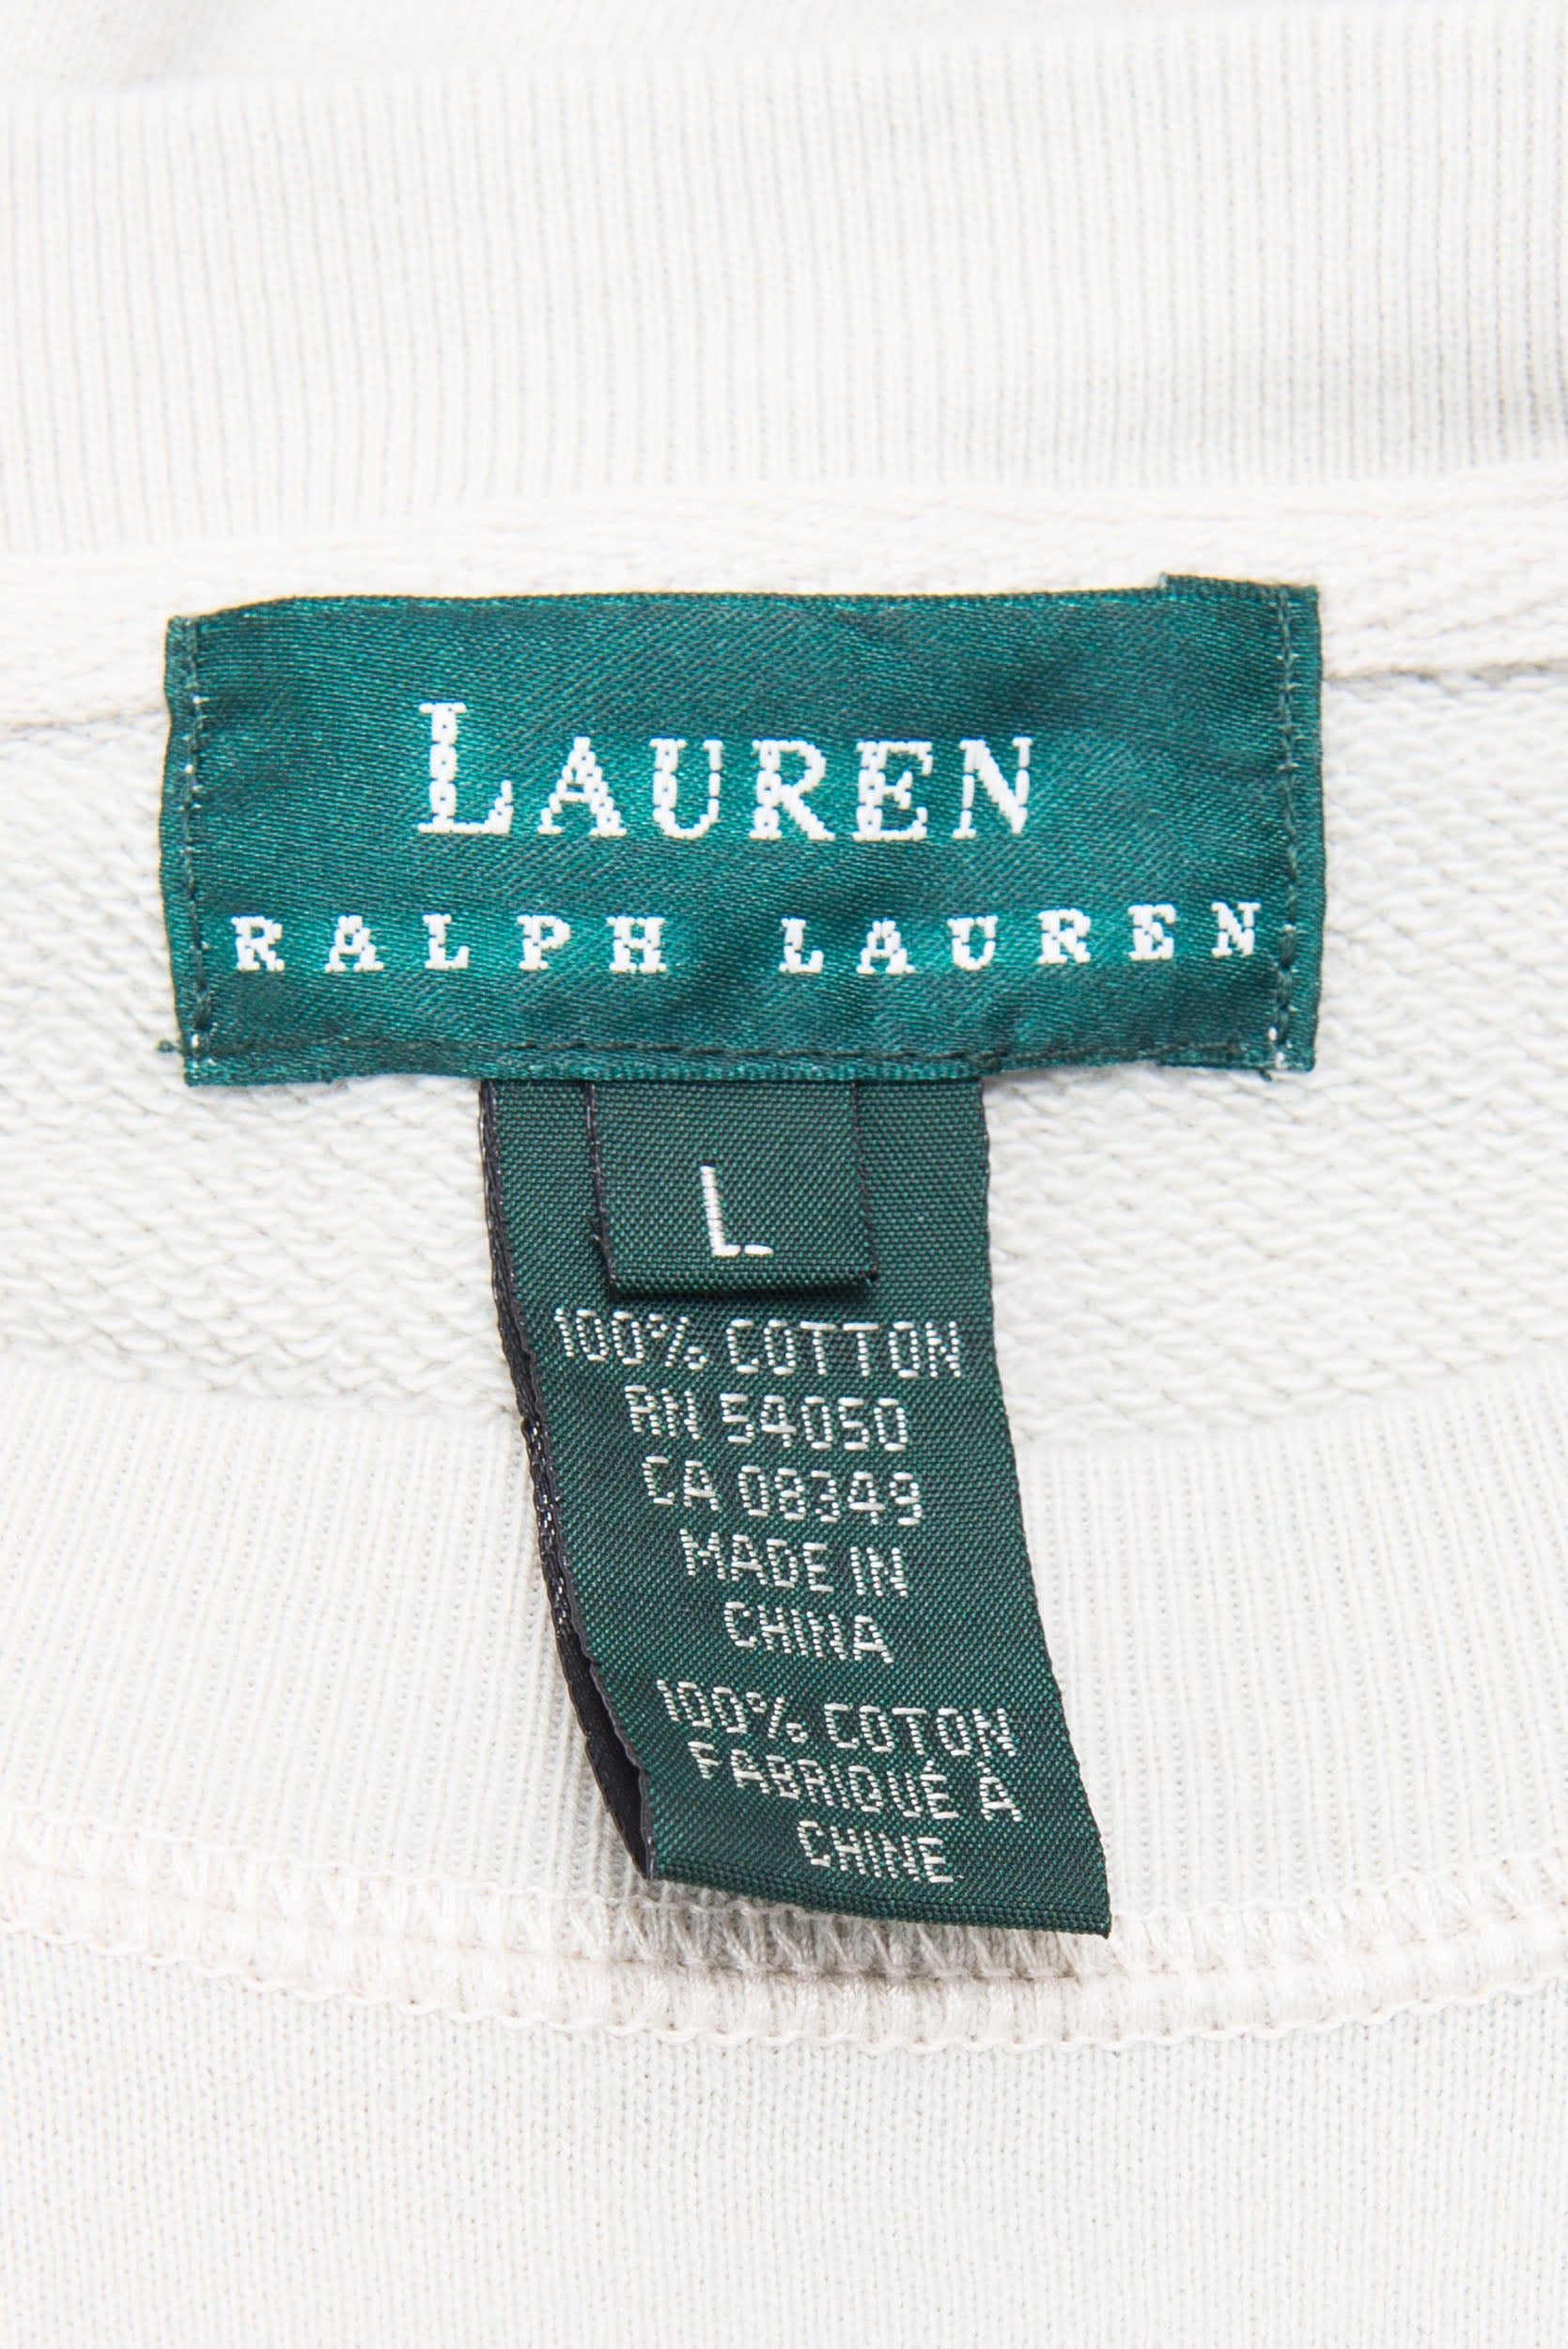 LAUREN
RALPH LAUREN
L
100% COTTON
RN 54050
CA 08349
MADE IN
CHINA
100% COTON
FABRIQUÉ À
CHINE